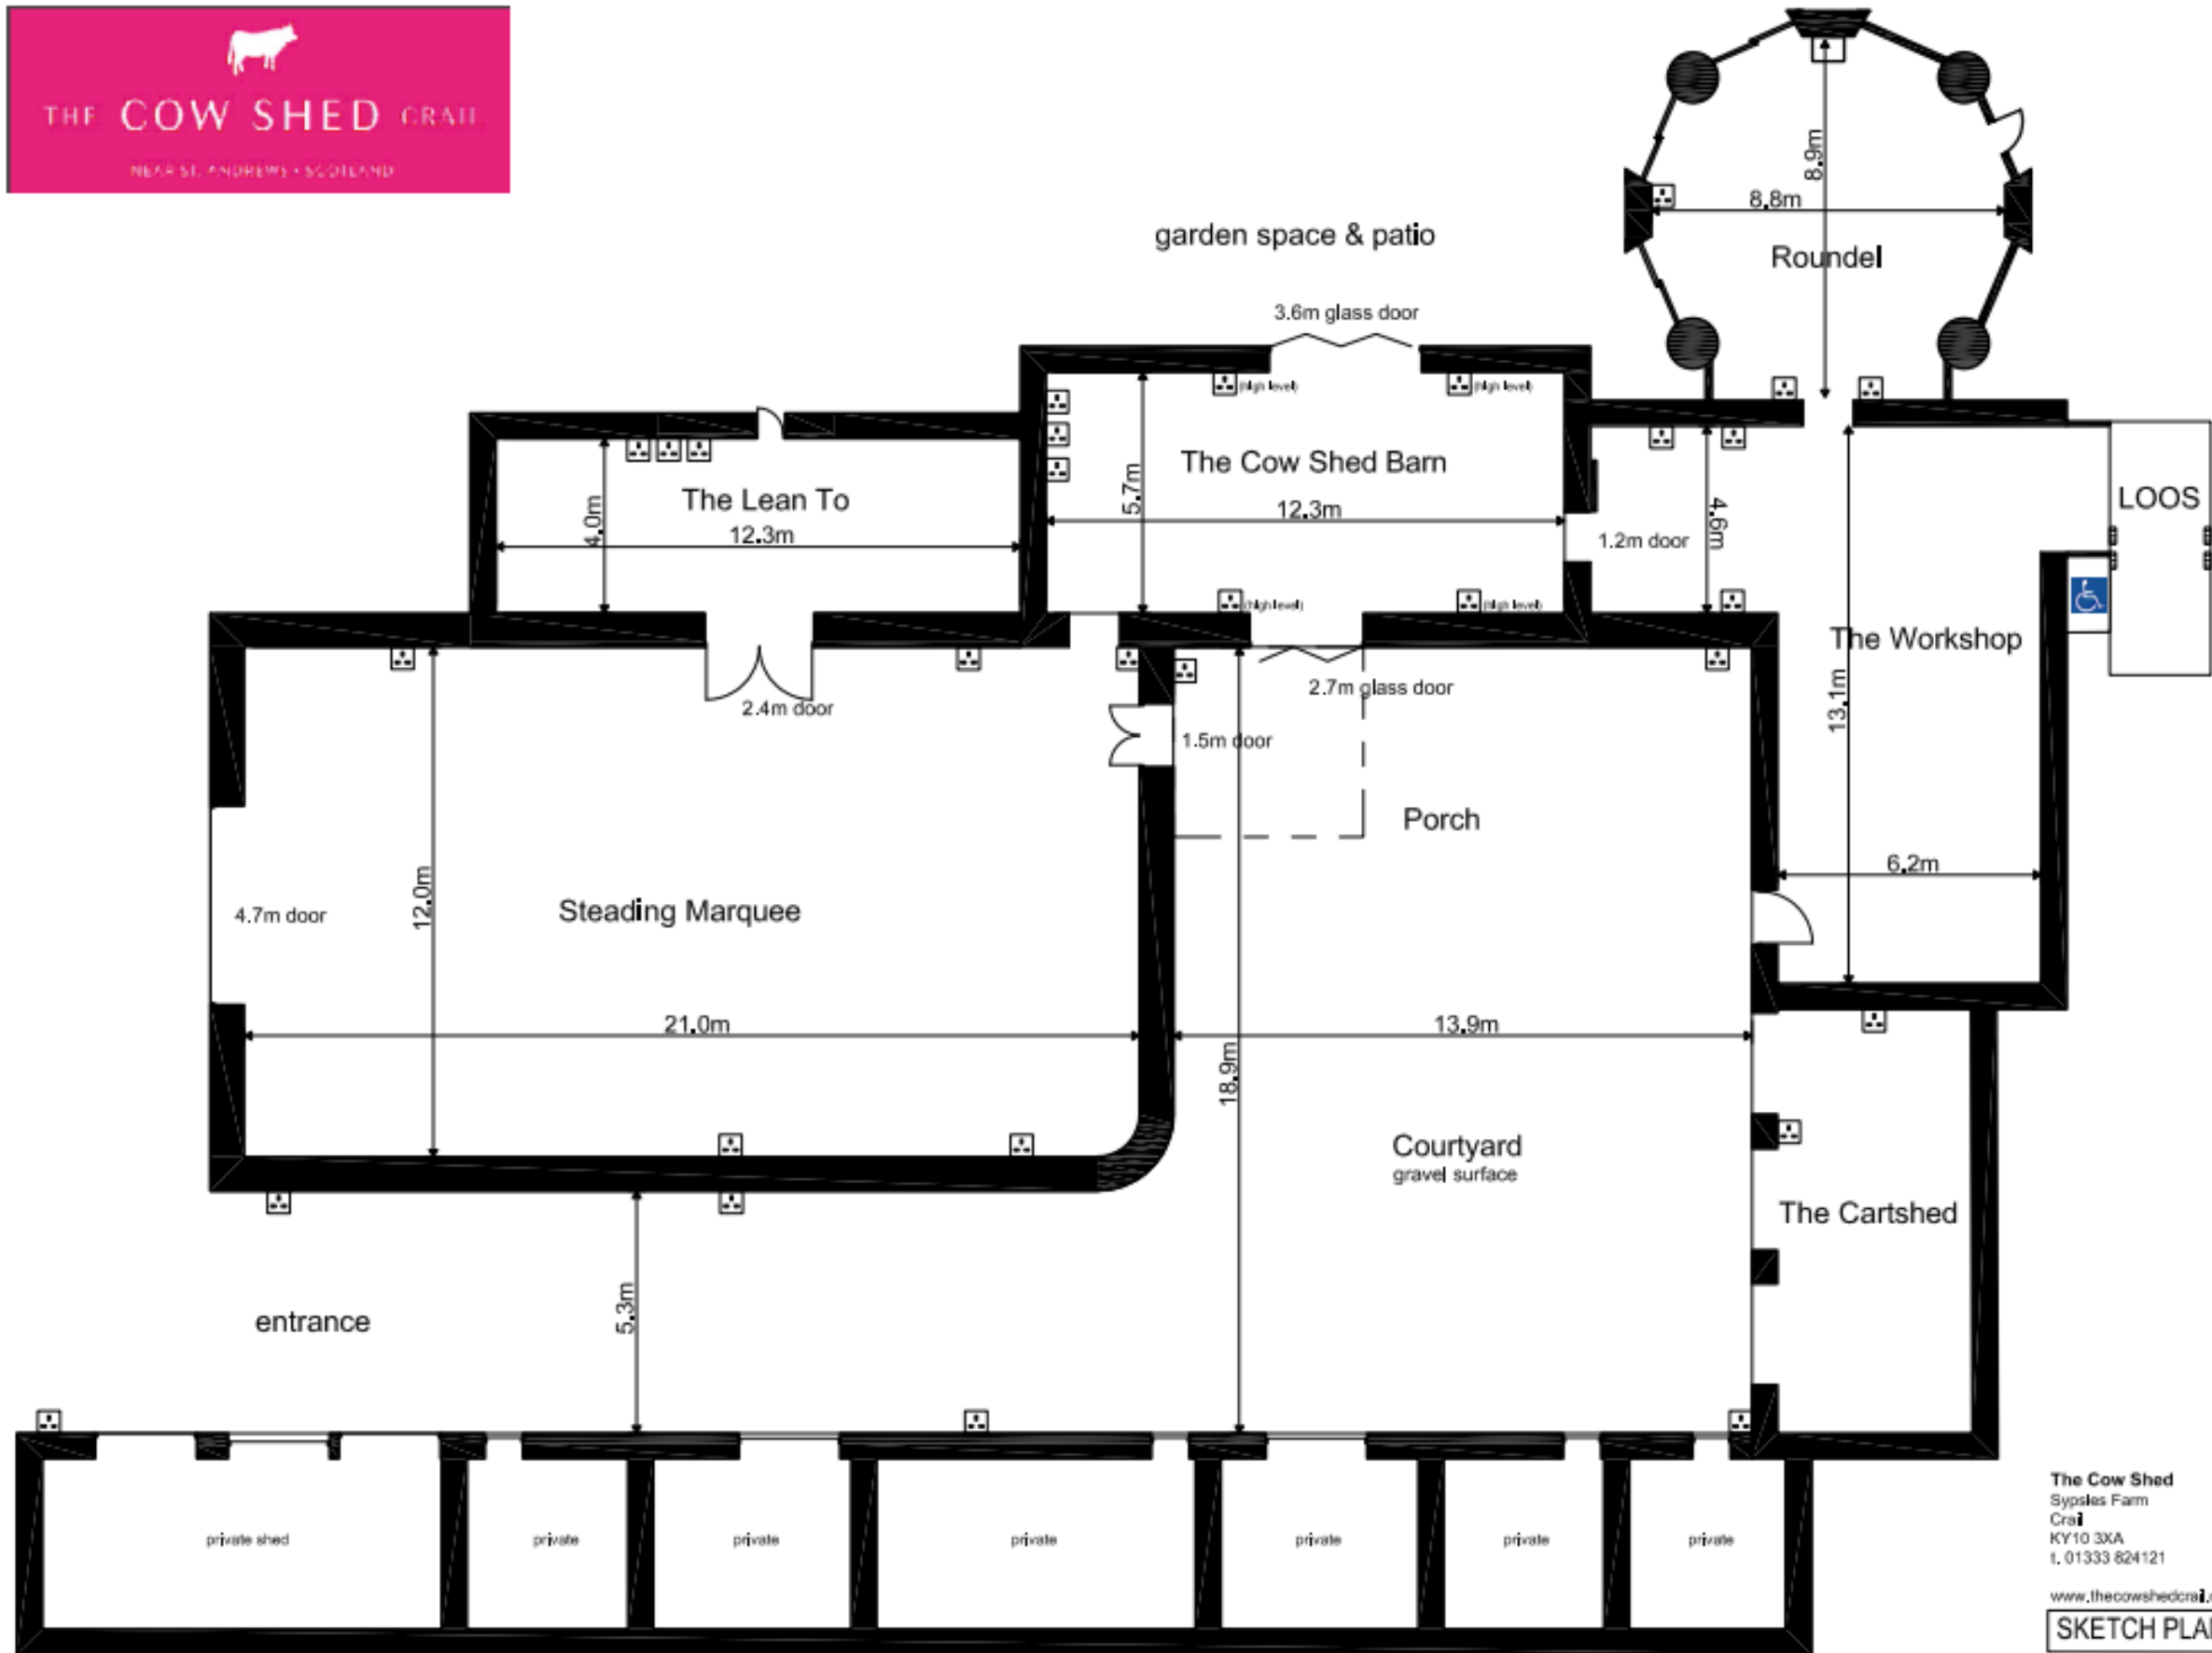 THE COW SHED CRAIL
NEAR ST. ANDREWS • SCOTLAND
8.9m
8.8m
Roundel
garden space & patio
3.6m glass door
(high level)
(high level)
The Cow Shed Barn
5.7m
12.3m
The Lean To
4.0m
12.3m
1.2m door
4.6m
LOOS
(high level)
(high level)
The Workshop
13.1m
2.4m door
2.7m glass door
1.5m door
Porch
6.2m
Steading Marquee
4.7m door
12.0m
21.0m
13.9m
18.9m
Courtyard
gravel surface
The Cartshed
entrance
5.3m
private shed
private
private
private
private
private
private
The Cow Shed
Sypsies Farm
Crail
KY10 3XA
t. 01333 824121
www.thecowshedcrail.
SKETCH PLA